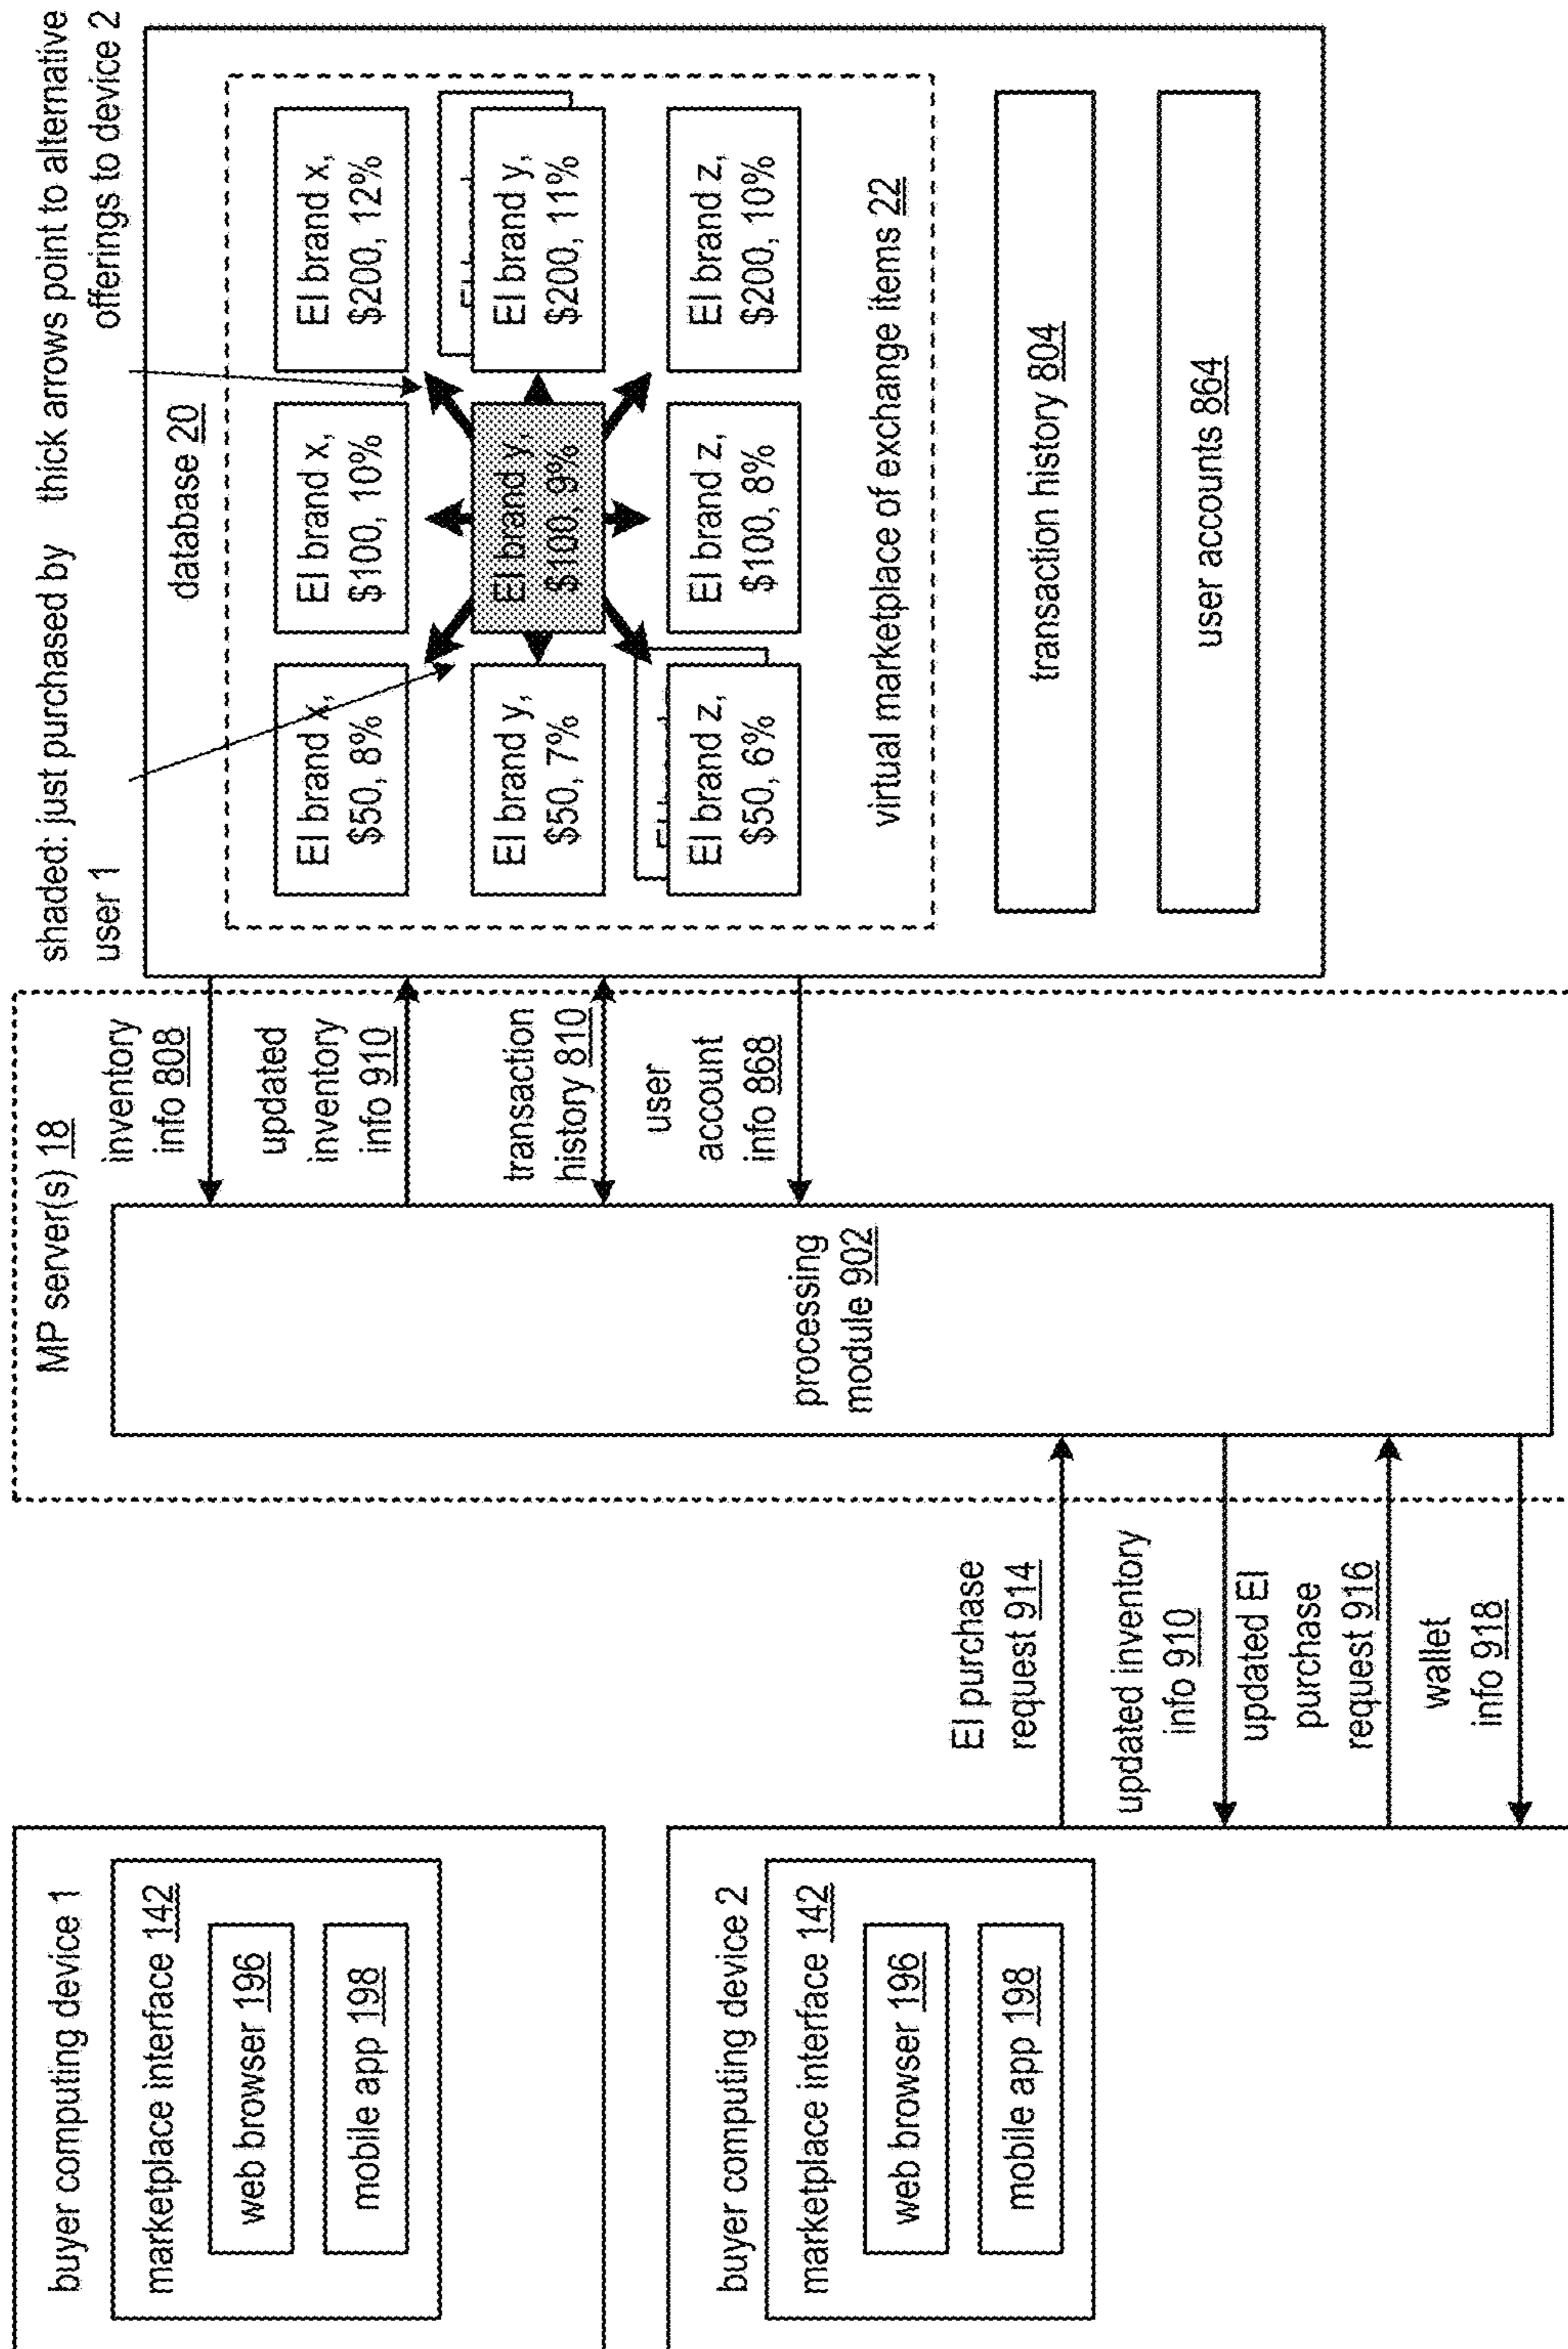 buyer computing device 1
marketplace interface 142
web browser 196
mobile app 198
buyer computing device 2
marketplace interface 142
web browser 196
mobile app 198
EI purchase
request 914
updated inventory
info 910
updated EI
purchase
request 916
wallet
info 918
MP server(s) 18
processing
module 902
inventory
info 808
updated
inventory
info 910
transaction
history 810
user
account
info 868
shaded: just purchased by
user 1
thick arrows point to alternative
offerings to device 2
database 20
EI brand x,
$50, 8%
EI brand x,
$100, 10%
EI brand x,
$200, 12%
EI brand y,
$50, 7%
EI brand y,
$100, 9%
EI brand y,
$200, 11%
EI brand z,
$50, 6%
EI brand z,
$100, 8%
EI brand z,
$200, 10%
virtual marketplace of exchange items 22
transaction history 804
user accounts 864